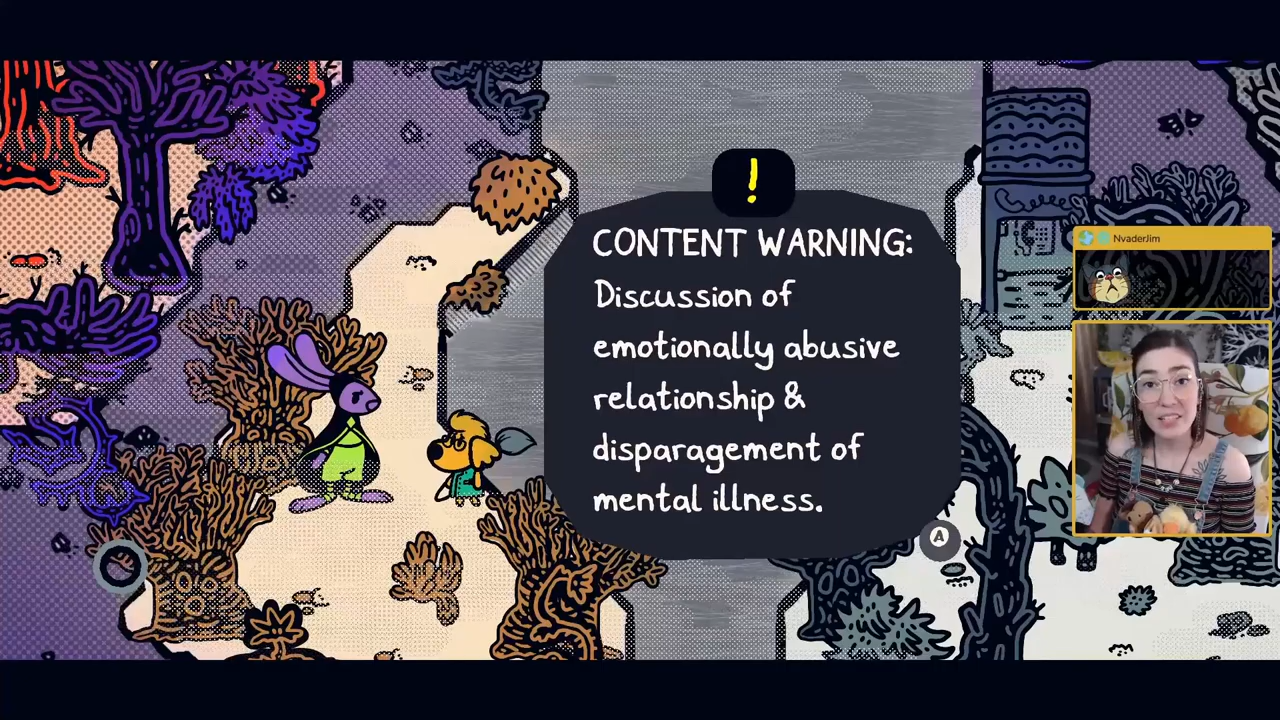 !
CONTENT WARNING:
Discussion of
emotionally abusive
relationship &
disparagement of
mental illness.
A
NvaderJim